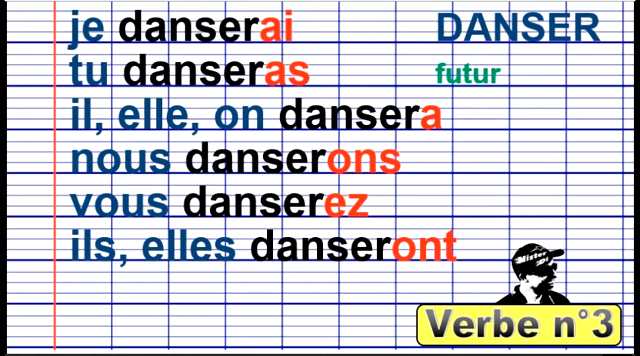 je danserai
DANSER
tu danseras
futur
il, elle, on dansera
nous danserons
vous danserez
ils, elles danseront
Verbe n°3